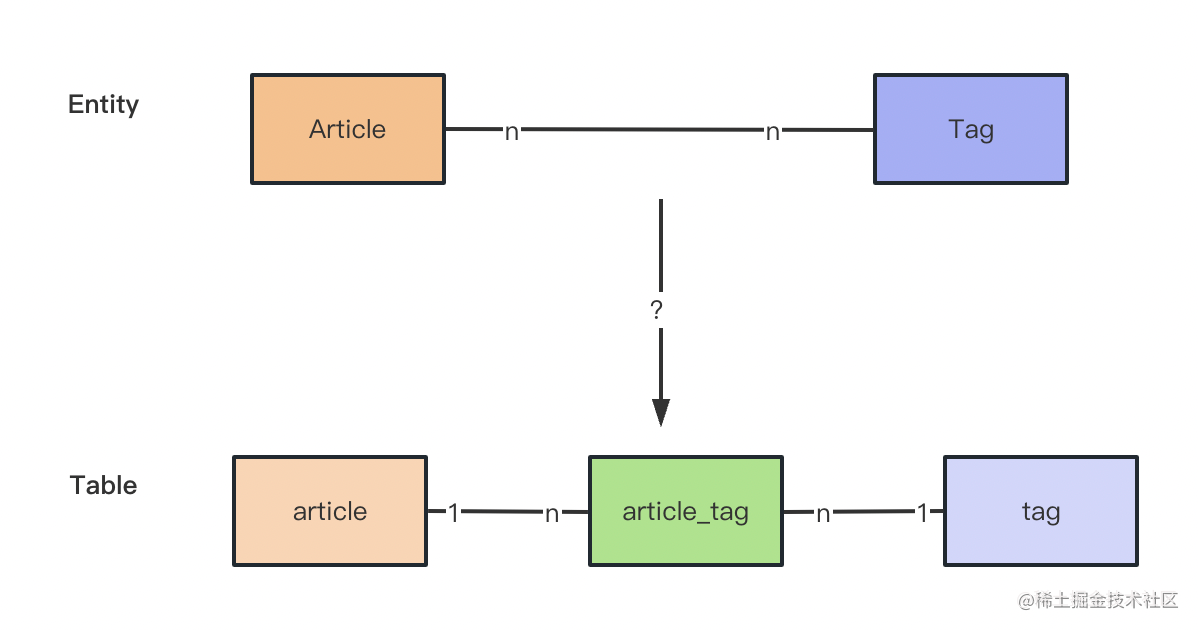 Entity
Article
n
n
Tag
?
Table
article
1
n
article_tag
n
1
tag
@稀土掘金技术社区